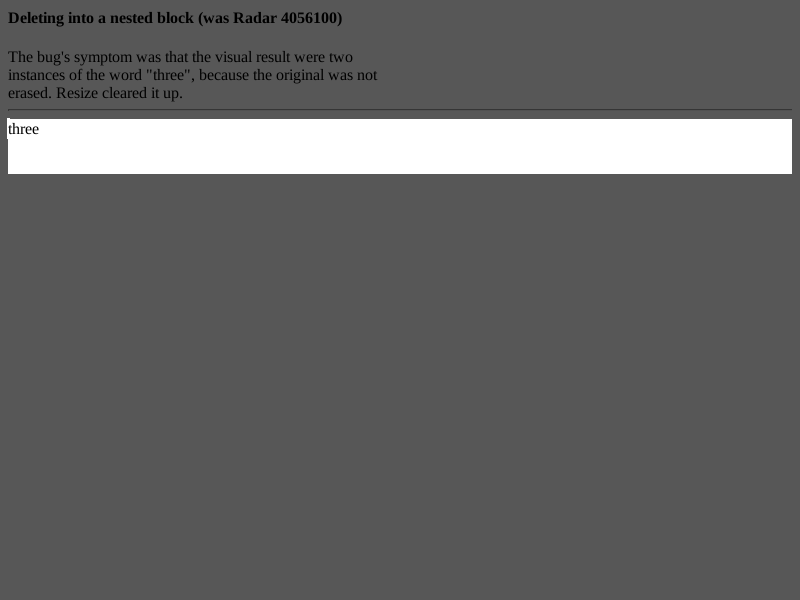 Deleting into a nested block (was Radar 4056100)
The bug's symptom was that the visual result were two
instances of the word "three", because the original was not
erased. Resize cleared it up.
three